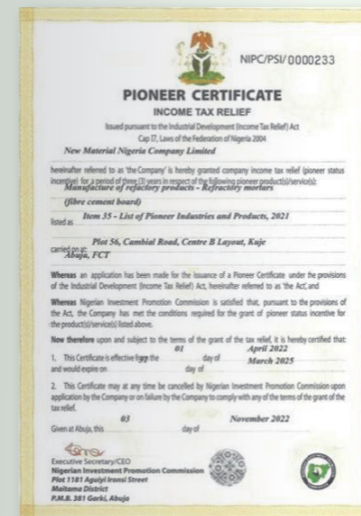 NIPC/PSI/0000233
PIONEER CERTIFICATE
INCOME TAX RELIEF
Issued pursuant to the Industrial Development (Income Tax Relief) Act
Cap I7, Laws of the Federation of Nigeria 2004
New Material Nigeria Company Limited
hereinafter referred to as 'the Company' is hereby granted company income tax relief (pioneer status
incentive) for a period of three (3) years in respect of the following pioneer product(s)/service(s):
Manufacture of refactory products - Refractory mortars
(fibre cement board)
listed as Item 35 - List of Pioneer Industries and Products, 2021
carried on at: Plot 56, Cambial Road, Centre B Layout, Kuje
Abuja, FCT
Whereas an application has been made for the issuance of a Pioneer Certificate under the provisions
of the Industrial Development (Income Tax Relief) Act, hereinafter referred to as 'the Act', and
Whereas Nigerian Investment Promotion Commission is satisfied that, pursuant to the provisions of
the Act, the Company has met the conditions required for the grant of pioneer status incentive for
the product(s)/service(s) listed above.
Now therefore upon and subject to the terms of the grant of the tax relief, it is hereby certified that:
1. This Certificate is effective from the 01 day of April 2022
and would expire on day of March 2025
2. This Certificate may at any time be cancelled by Nigerian Investment Promotion Commission upon
application by the Company or on failure by the Company to comply with any of the terms of the grant of the
tax relief.
Given at Abuja, this 03 day of November 2022
Executive Secretary/CEO
Nigerian Investment Promotion Commission
Plot 1181 Aguiyi Ironsi Street
Maitama District
P.M.B. 381 Garki, Abuja